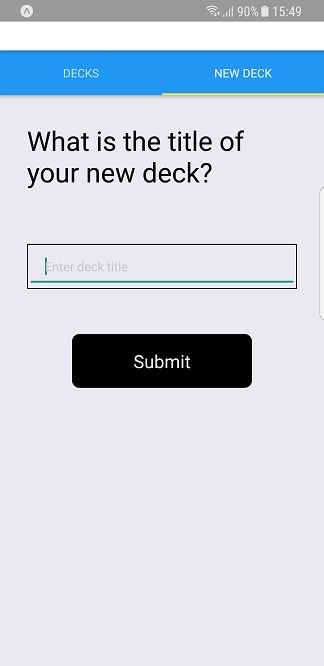 90% 15:49
DECKS NEW DECK
What is the title of
your new deck?
Enter deck title
Submit